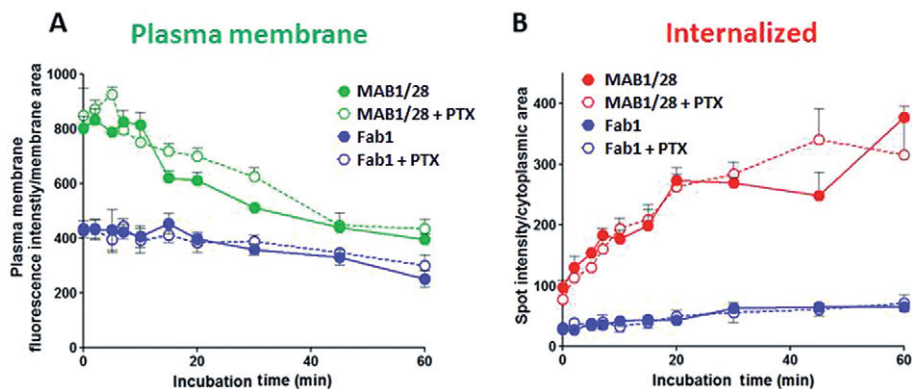 A
Plasma membrane
Plasma membrane
fluorescence intensty/membrane area
1000
800
600
400
200
0
0
20
40
60
Incubation time (min)
MAB1/28
MAB1/28 + PTX
Fab1
Fab1 + PTX
B
Internalized
Spot intensity/cytoplasmic area
400
300
200
100
0
0
20
40
60
Incubation time (min)
MAB1/28
MAB1/28 + PTX
Fab1
Fab1 + PTX